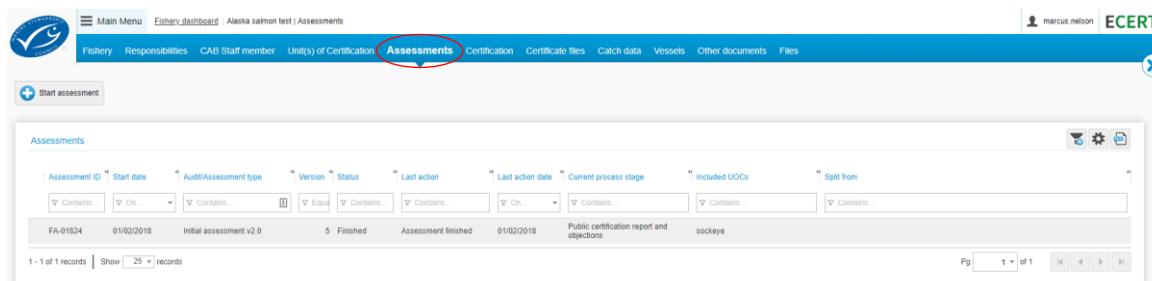 Main Menu Fishery dashboard | Alaska salmon test | Assessments marcus.nelson ECERT
Fishery Responsibilities CAB Staff member Unit(s) of Certification Assessments Certification Certificate files Catch data Vessels Other documents Files
Start assessment
Assessments
Assessment ID Start date Audit/Assessment type Version Status Last action Last action date Current process stage Included UOCs Split from
Contains... On... Contains... Equa Contains... Contains... On... Contains... Contains... Contains...
FA-01824 01/02/2018 Initial assessment v2.0 5 Finished Assessment finished 01/02/2018 Public certification report and sockeye
objections
1 - 1 of 1 records Show 25 records Pg 1 of 1